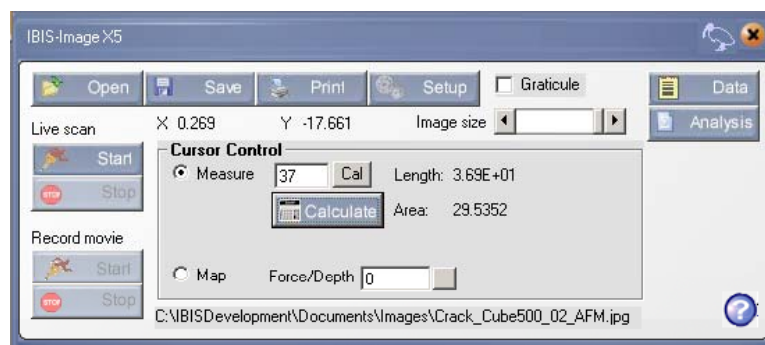 IBIS-Image X5
Open Save Print Setup Graticule Data
Live scan X 0.269 Y -17.661 Image size Analysis
Start Cursor Control
Measure 37 Cal Length: 3.69E+01
STOP Stop Calculate Area: 29.5352
Record movie
Start Map Force/Depth 0
STOP Stop
C:\IBISDevelopment\Documents\Images\Crack_Cube500_02_AFM.jpg ?